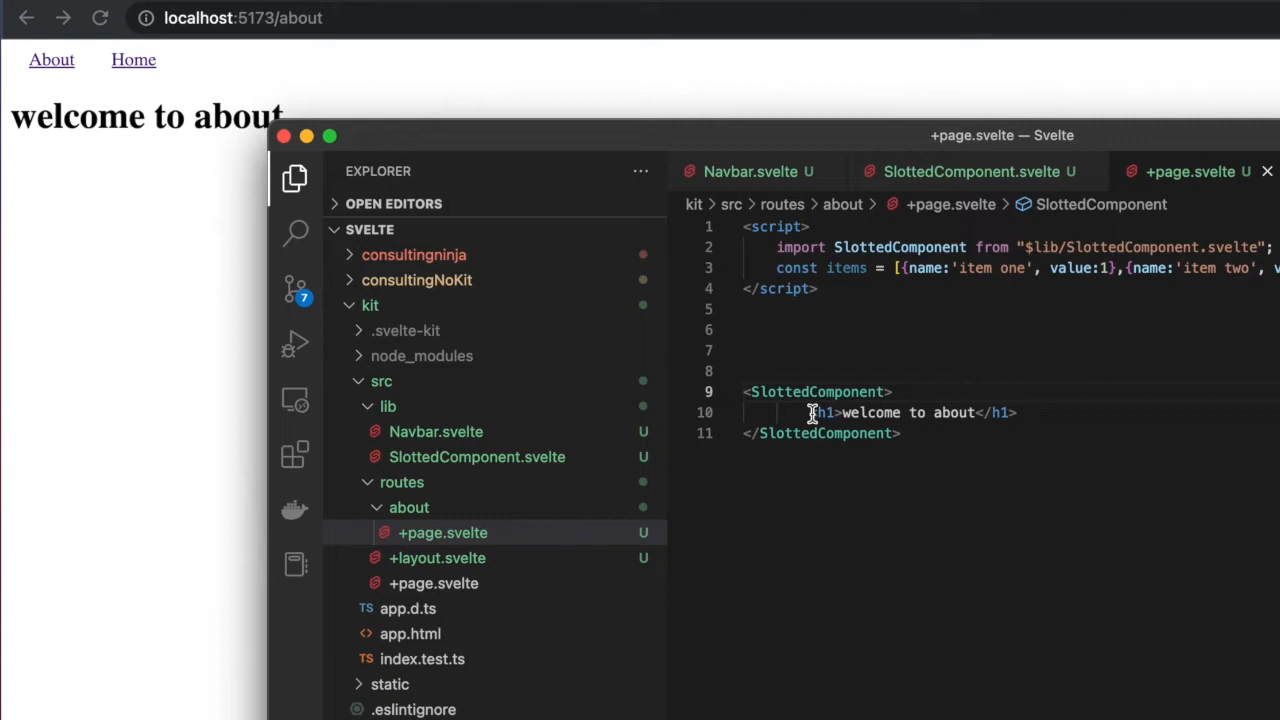 localhost:5173/about
About Home
welcome to about
+page.svelte — Svelte
EXPLORER
Navbar.svelte U
SlottedComponent.svelte U
+page.svelte U
kit > src > routes > about > +page.svelte > SlottedComponent
OPEN EDITORS
SVELTE
consultingninja
consultingNoKit
kit
.svelte-kit
node_modules
src
lib
Navbar.svelte U
SlottedComponent.svelte U
routes
about
+page.svelte U
+layout.svelte U
+page.svelte
TS app.d.ts
<> app.html
TS index.test.ts
static
.eslintignore
7
1 <script>
2 import SlottedComponent from "$lib/SlottedComponent.svelte";
3 const items = [{name:'item one', value:1},{name:'item two', v
4 </script>
5
6
7
8
9 <SlottedComponent>
10 <h1>welcome to about</h1>
11 </SlottedComponent>